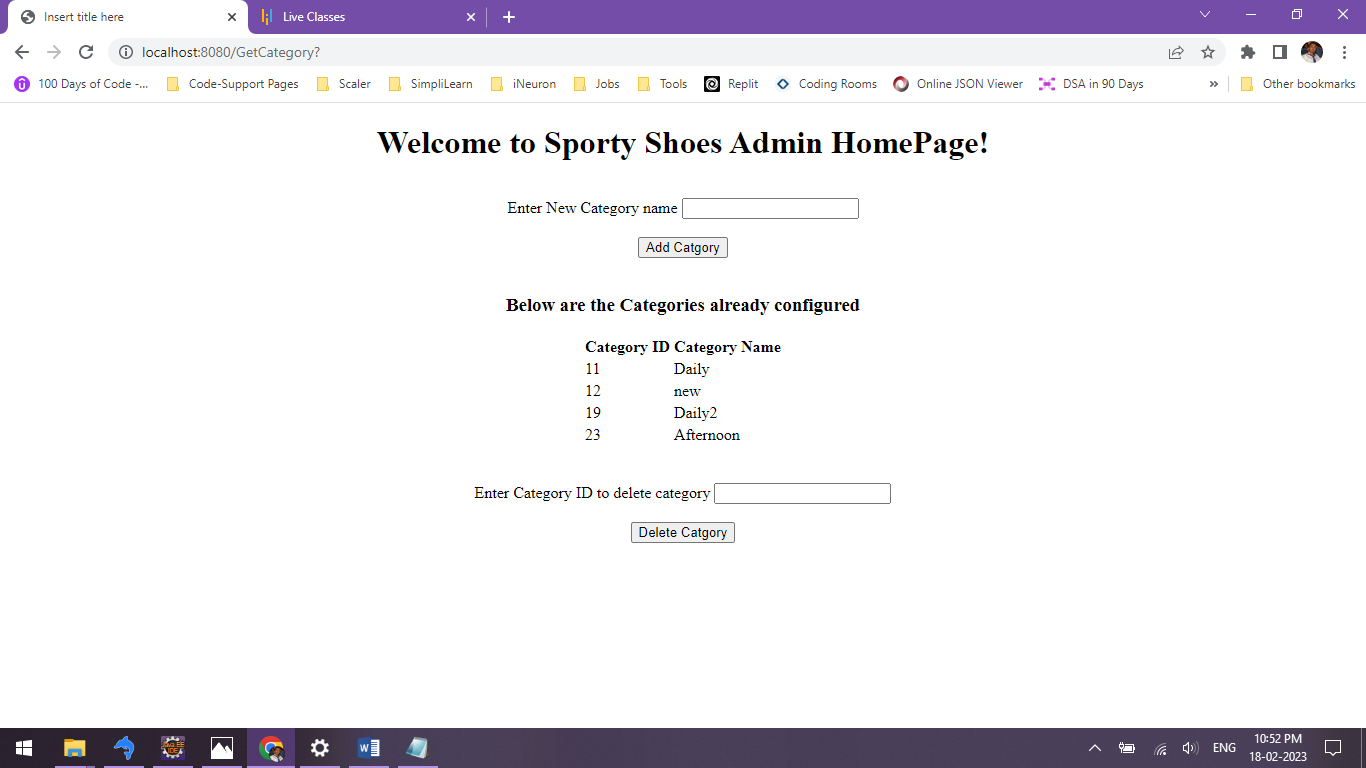 Insert title here
Live Classes
localhost:8080/GetCategory?
100 Days of Code -... Code-Support Pages Scaler SimpliLearn iNeuron Jobs Tools Replit Coding Rooms Online JSON Viewer DSA in 90 Days » Other bookmarks
Welcome to Sporty Shoes Admin HomePage!
Enter New Category name
Add Catgory
Below are the Categories already configured
Category ID Category Name
11 Daily
12 new
19 Daily2
23 Afternoon
Enter Category ID to delete category
Delete Catgory
ENG
10:52 PM
18-02-2023